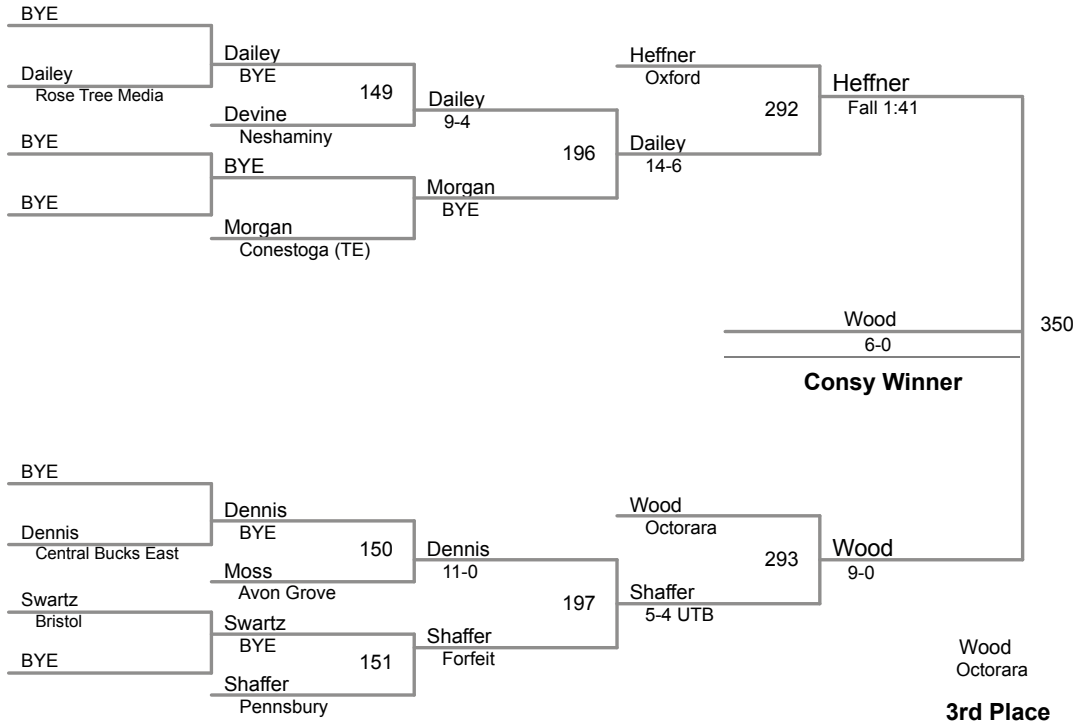 BYE
Dailey
Rose Tree Media
BYE
BYE
Dailey
BYE
149
Devine
Neshaminy
BYE
Morgan
Conestoga (TE)
Dailey
9-4
196
Morgan
BYE
Heffner
Oxford
292
Dailey
14-6
Heffner
Fall 1:41
Wood
6-0
350
Consy Winner
BYE
Dennis
Central Bucks East
Swartz
Bristol
BYE
Dennis
BYE
150
Moss
Avon Grove
Swartz
BYE
151
Shaffer
Pennsbury
Dennis
11-0
197
Shaffer
Forfeit
Wood
Octorara
293
Shaffer
5-4 UTB
Wood
9-0
Wood
Octorara
3rd Place